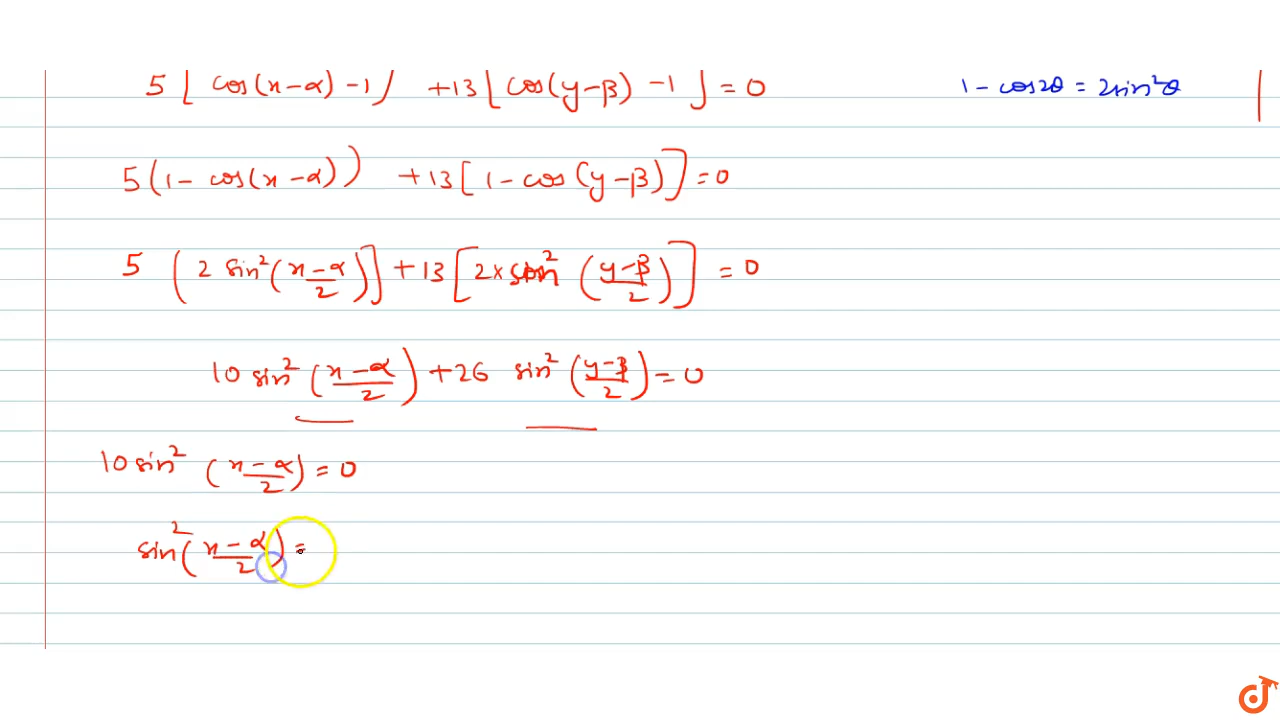 5 [ cos(x-α) -1] +13[cos(y-β) -1] = 0
1 - cos2θ = 2sin²θ
5(1- cos(x-α)) +13[1-cos(y-β)] = 0
5 (2 sin²(x-α/2)] +13[2× sin² (y-β/2)] = 0
10 sin²(x-α/2) +26 sin²(y-β/2) = 0
10 sin² (x-α/2) = 0
sin²(x-α/2) =